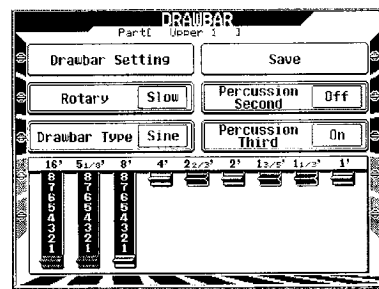 DRAWBAR
Part[ Upper 1 ]
Drawbar Setting Save
Rotary Slow Percussion Second Off
Drawbar Type Sine Percussion Third On
16' 5 1/3' 8' 4' 2 2/3' 2' 1 3/5' 1 1/3' 1'
8 8 8
7 7 7
6 6 6
5 5 5
4 4 4
3 3 3
2 2 2
1 1 1